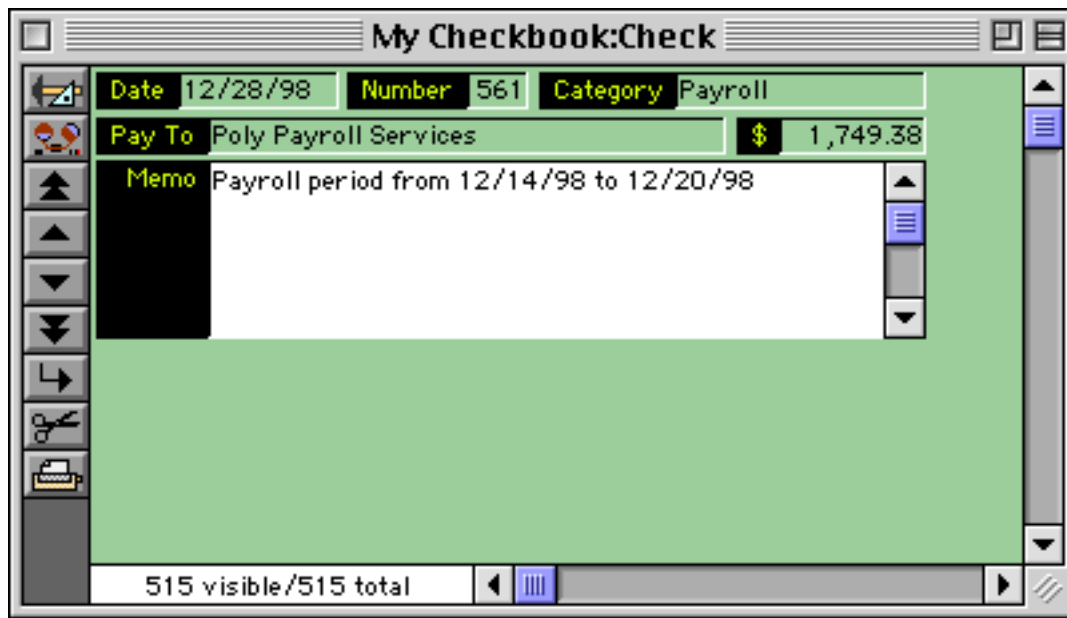 My Checkbook:Check
Date 12/28/98 Number 561 Category Payroll
Pay To Poly Payroll Services $ 1,749.38
Memo Payroll period from 12/14/98 to 12/20/98
515 visible/515 total